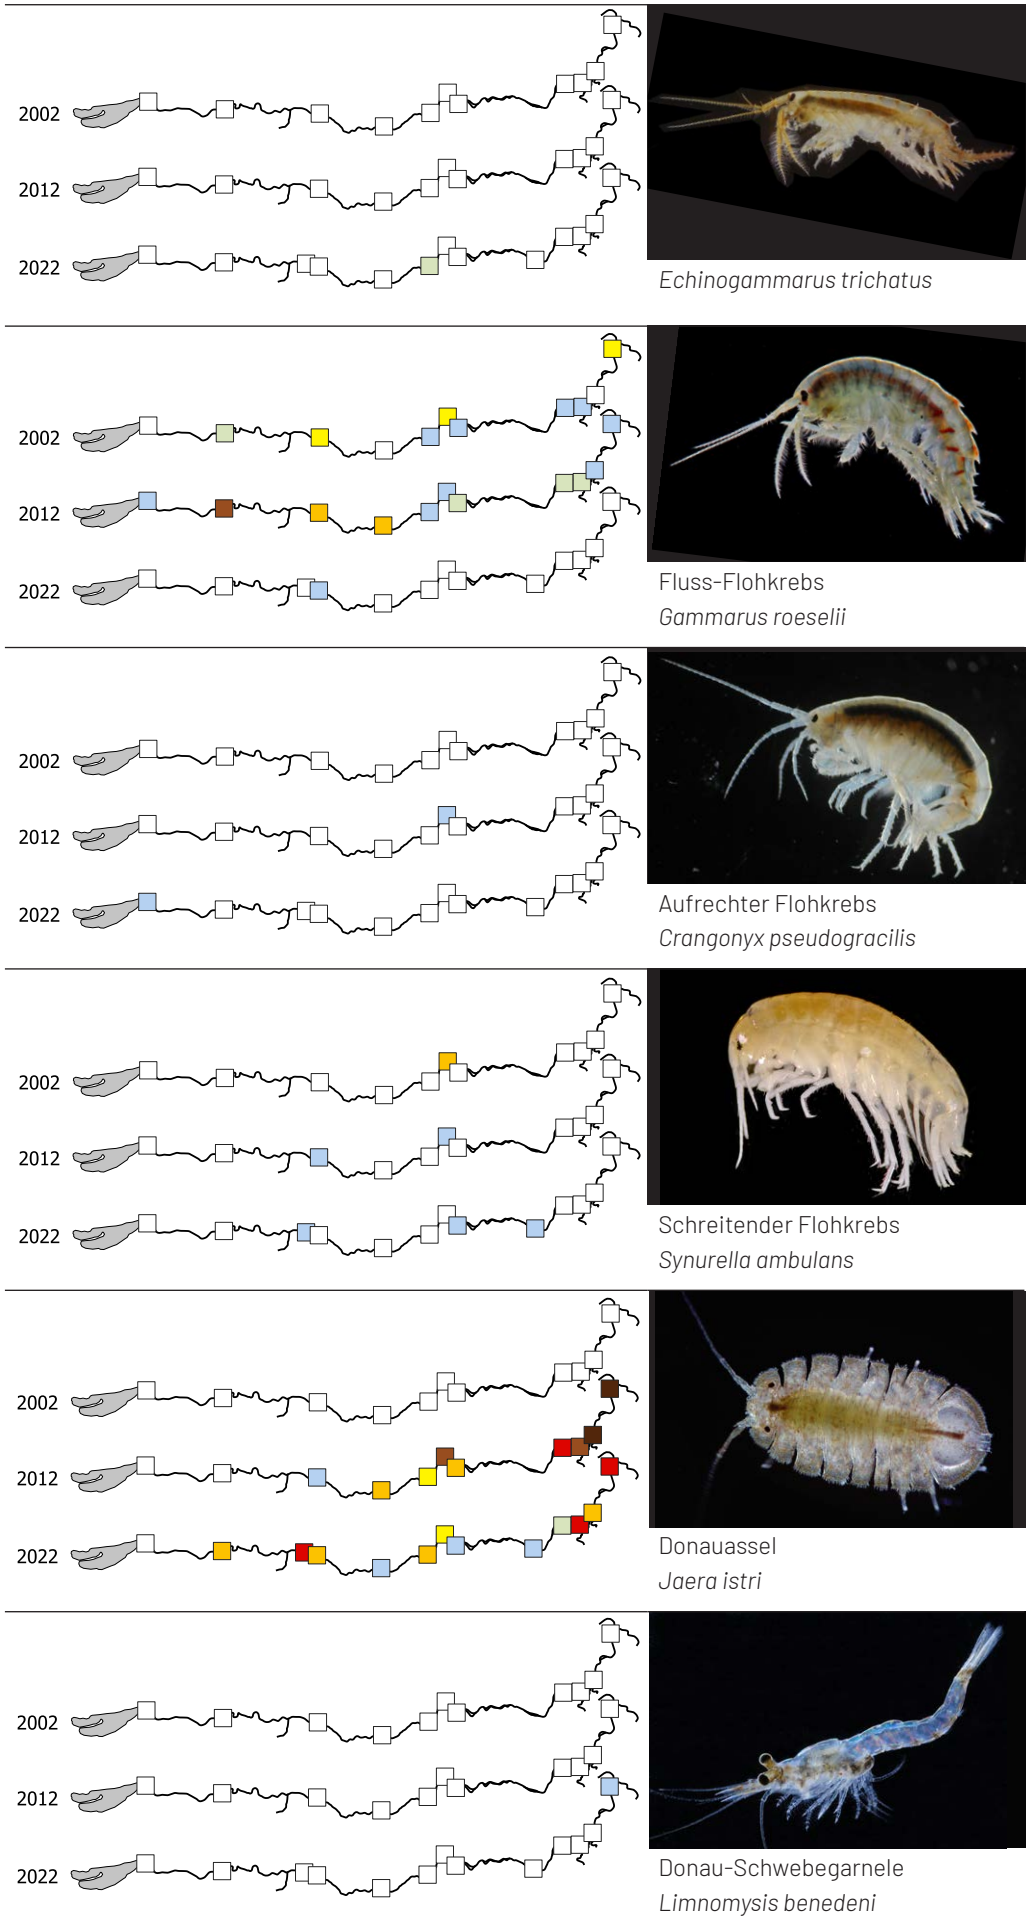 2002
2012
2022
Echinogammarus trichatus
2002
2012
2022
Fluss-Flohkrebs
Gammarus roeselii
2002
2012
2022
Aufrechter Flohkrebs
Crangonyx pseudogracilis
2002
2012
2022
Schreitender Flohkrebs
Synurella ambulans
2002
2012
2022
Donauassel
Jaera istri
2002
2012
2022
Donau-Schwebegarnele
Limnomysis benedeni